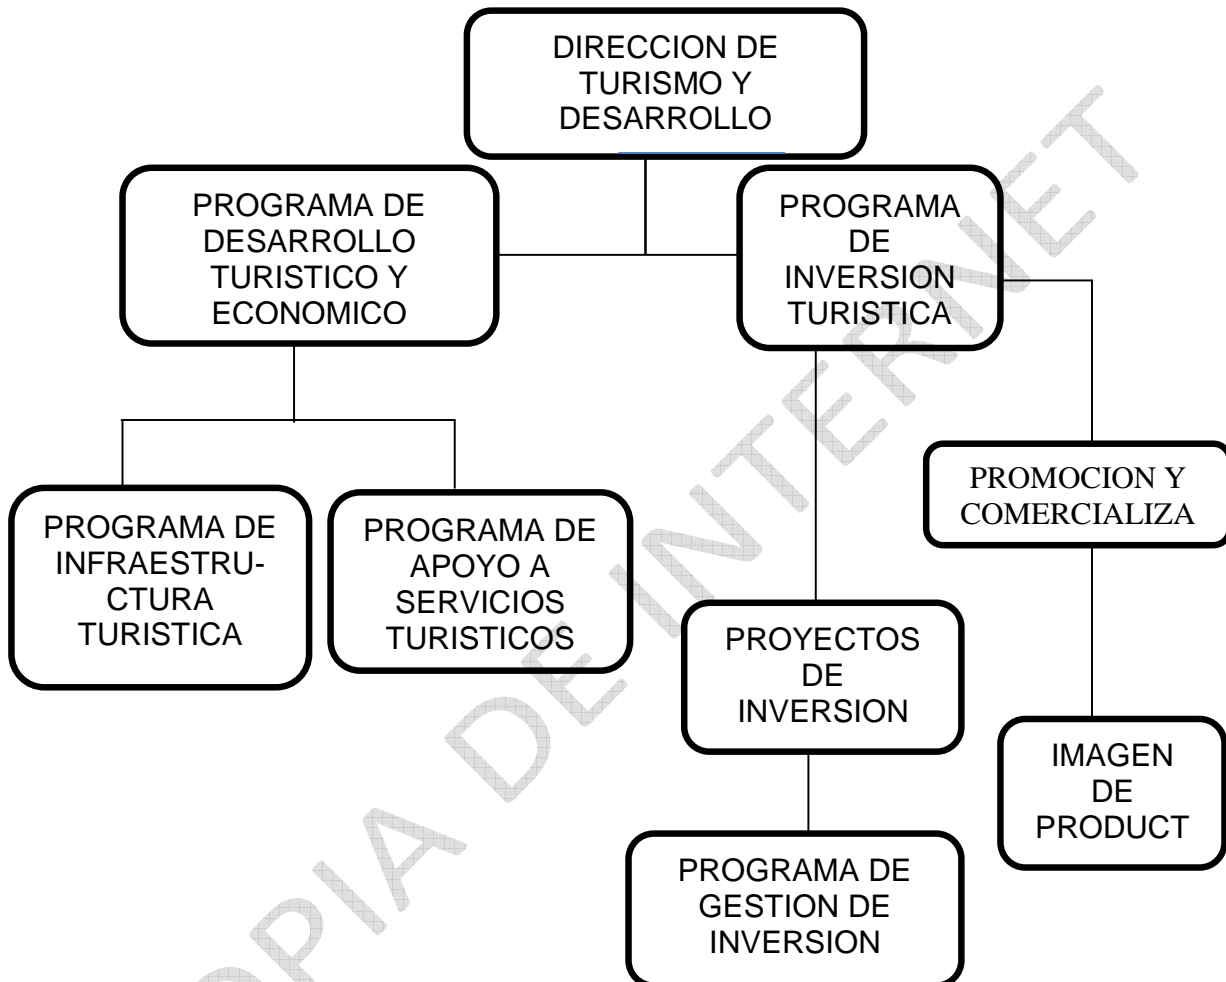 DIRECCION DE
TURISMO Y
DESARROLLO
PROGRAMA DE
DESARROLLO
TURISTICO Y
ECONOMICO
PROGRAMA
DE
INVERSION
TURISTICA
PROMOCION Y
COMERCIALIZA
PROGRAMA DE
INFRAESTRU-
CTURA
TURISTICA
PROGRAMA DE
APOYO A
SERVICIOS
TURISTICOS
PROYECTOS
DE
INVERSION
IMAGEN
DE
PRODUCT
PROGRAMA DE
GESTION DE
INVERSION
OPIA DE INTERNET